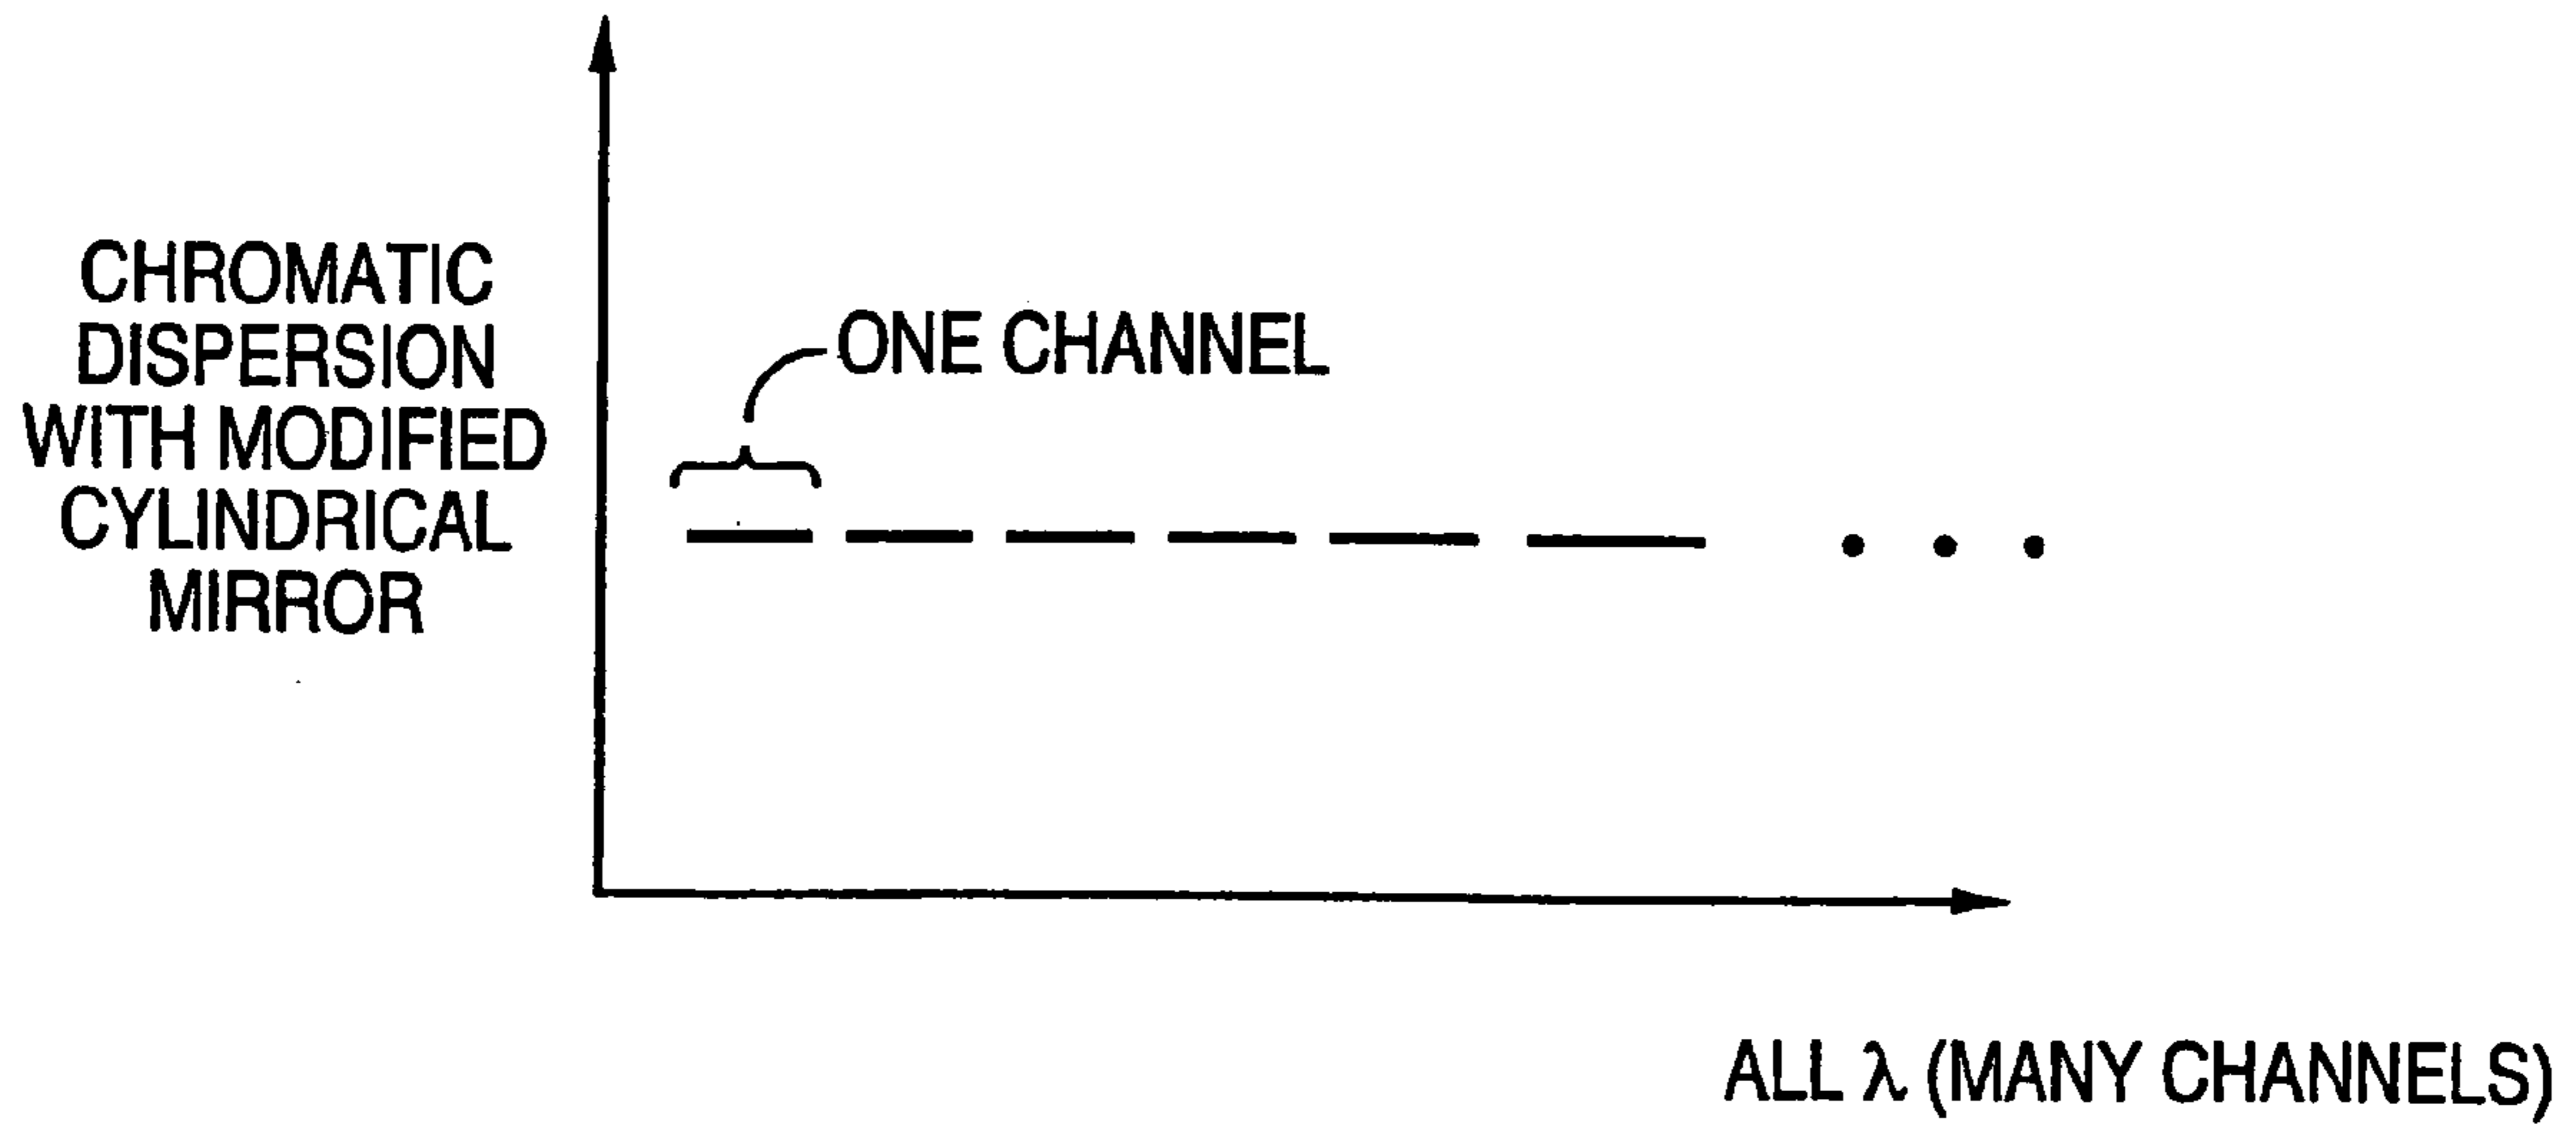 CHROMATIC
DISPERSION
WITH MODIFIED
CYLINDRICAL
MIRROR
ONE CHANNEL
ALL λ (MANY CHANNELS)